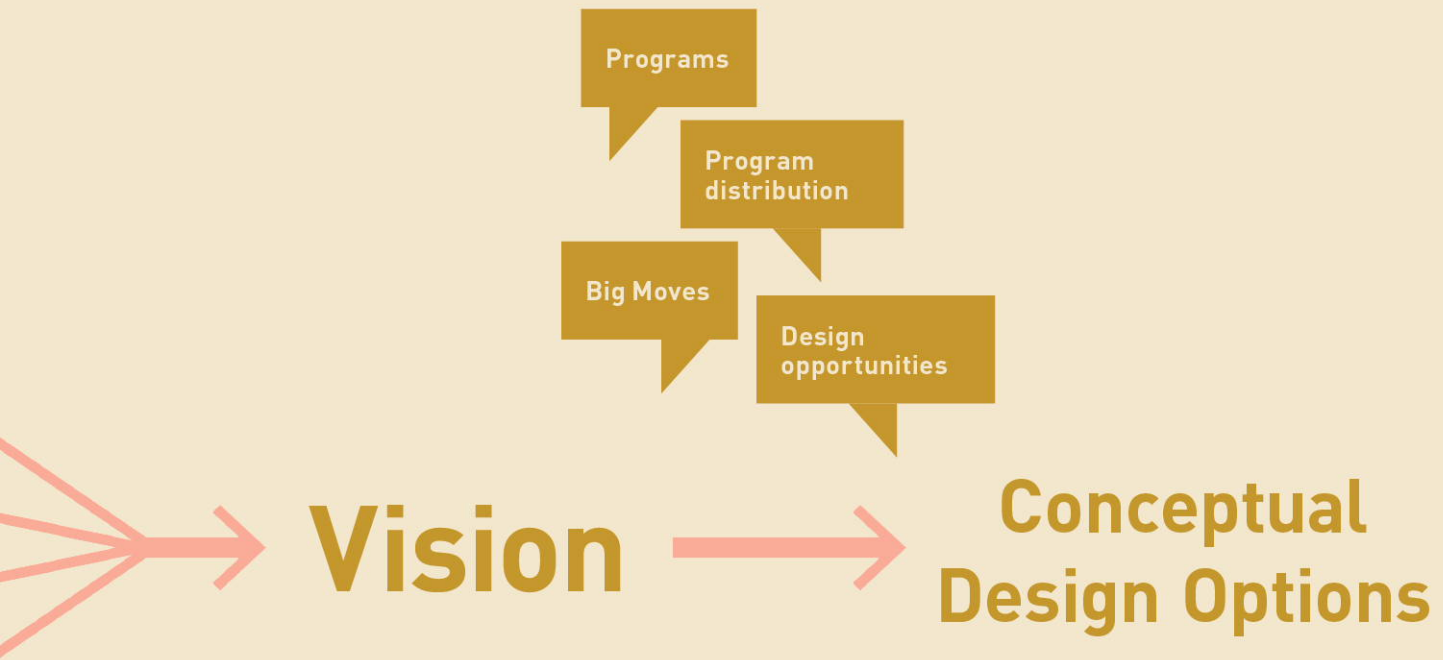 Programs
Program
distribution
Big Moves
Design
opportunities
Vision
Conceptual
Design Options